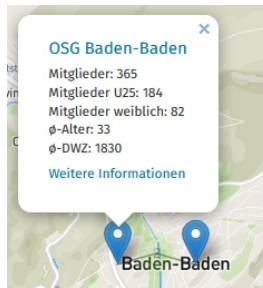 ×
OSG Baden-Baden
Mitglieder: 365
Mitglieder U25: 184
Mitglieder weiblich: 82
ø-Alter: 33
ø-DWZ: 1830
Weitere Informationen
Baden-Baden